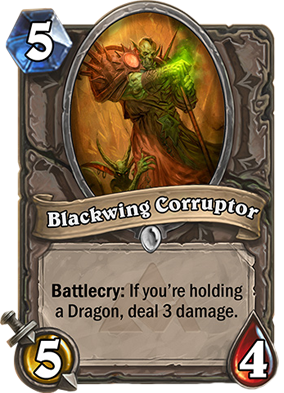 5
Blackwing Corruptor
Battlecry: If you're holding
a Dragon, deal 3 damage.
5
4